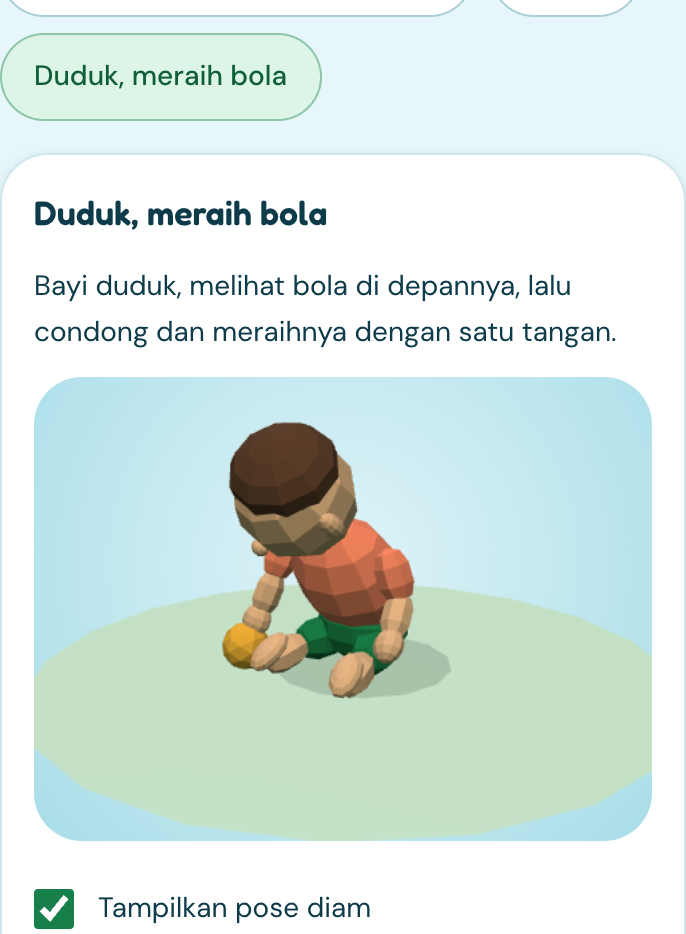 Duduk, meraih bola
Duduk, meraih bola
Bayi duduk, melihat bola di depannya, lalu
condong dan meraihnya dengan satu tangan.
Tampilkan pose diam